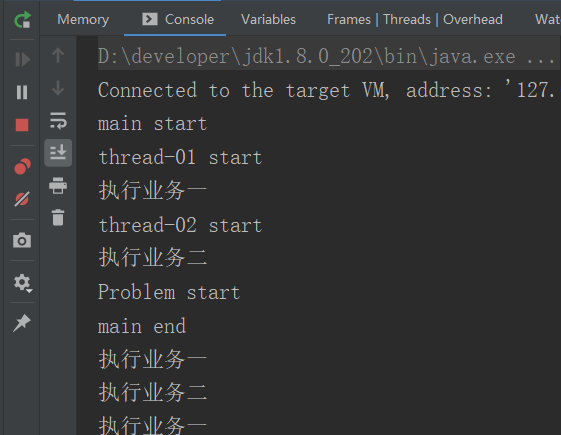 Memory Console Variables Frames | Threads | Overhead Wat
D:\developer\jdk1.8.0_202\bin\java.exe ...
Connected to the target VM, address: '127.
main start
thread-01 start
执行业务一
thread-02 start
执行业务二
Problem start
main end
执行业务一
执行业务二
执行业务一